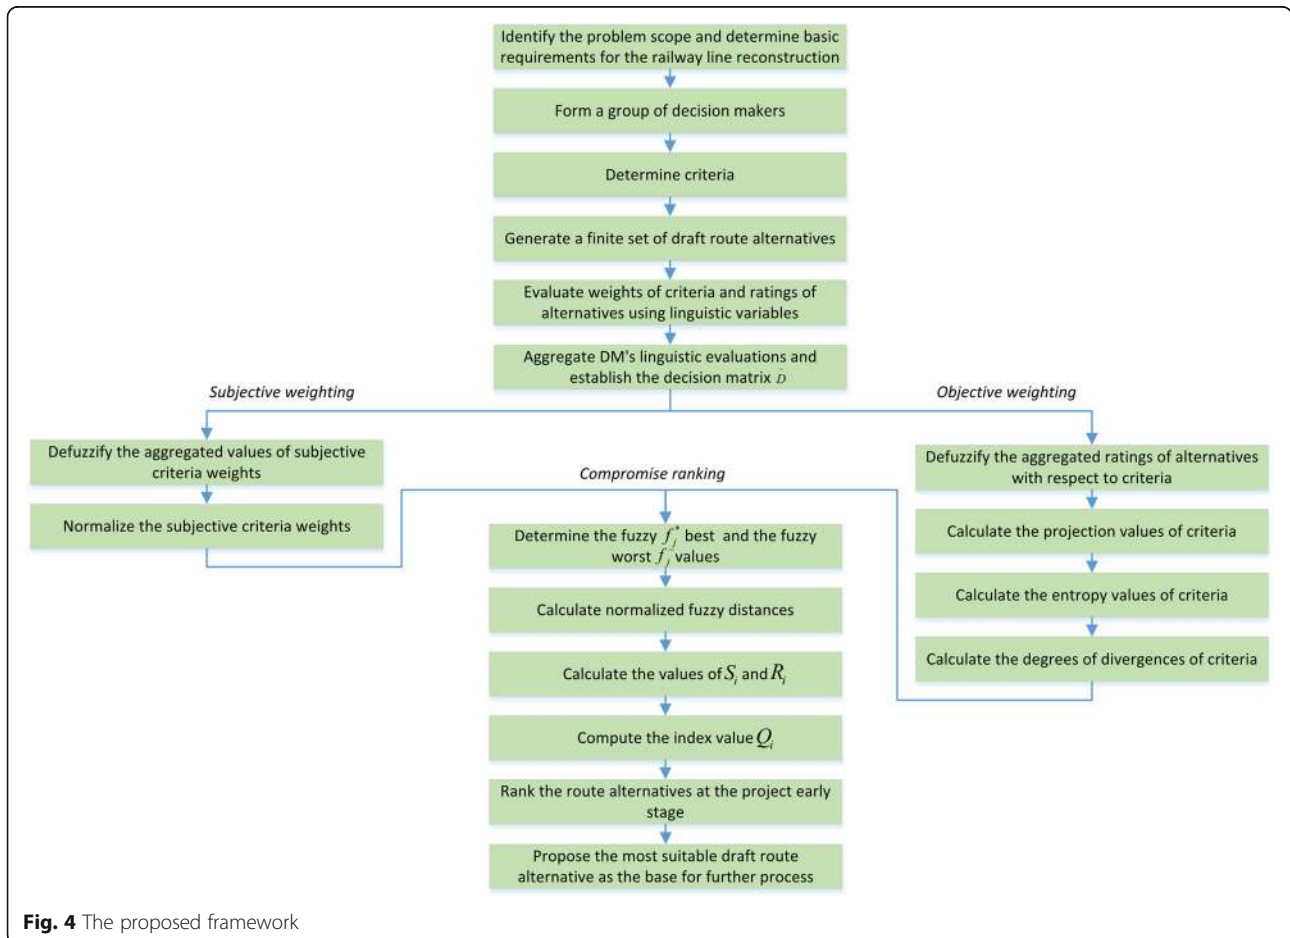 Identify the problem scope and determine basic
requirements for the railway line reconstruction
Form a group of decision makers
Determine criteria
Generate a finite set of draft route alternatives
Evaluate weights of criteria and ratings of
alternatives using linguistic variables
Aggregate DM's linguistic evaluations and
establish the decision matrix D̃
Subjective weighting
Objective weighting
Defuzzify the aggregated values of subjective
criteria weights
Normalize the subjective criteria weights
Defuzzify the aggregated ratings of alternatives
with respect to criteria
Calculate the projection values of criteria
Calculate the entropy values of criteria
Calculate the degrees of divergences of criteria
Compromise ranking
Determine the fuzzy f_j^* best and the fuzzy
worst f_j^- values
Calculate normalized fuzzy distances
Calculate the values of S_i and R_i
Compute the index value Q_i
Rank the route alternatives at the project early
stage
Propose the most suitable draft route
alternative as the base for further process
Fig. 4 The proposed framework